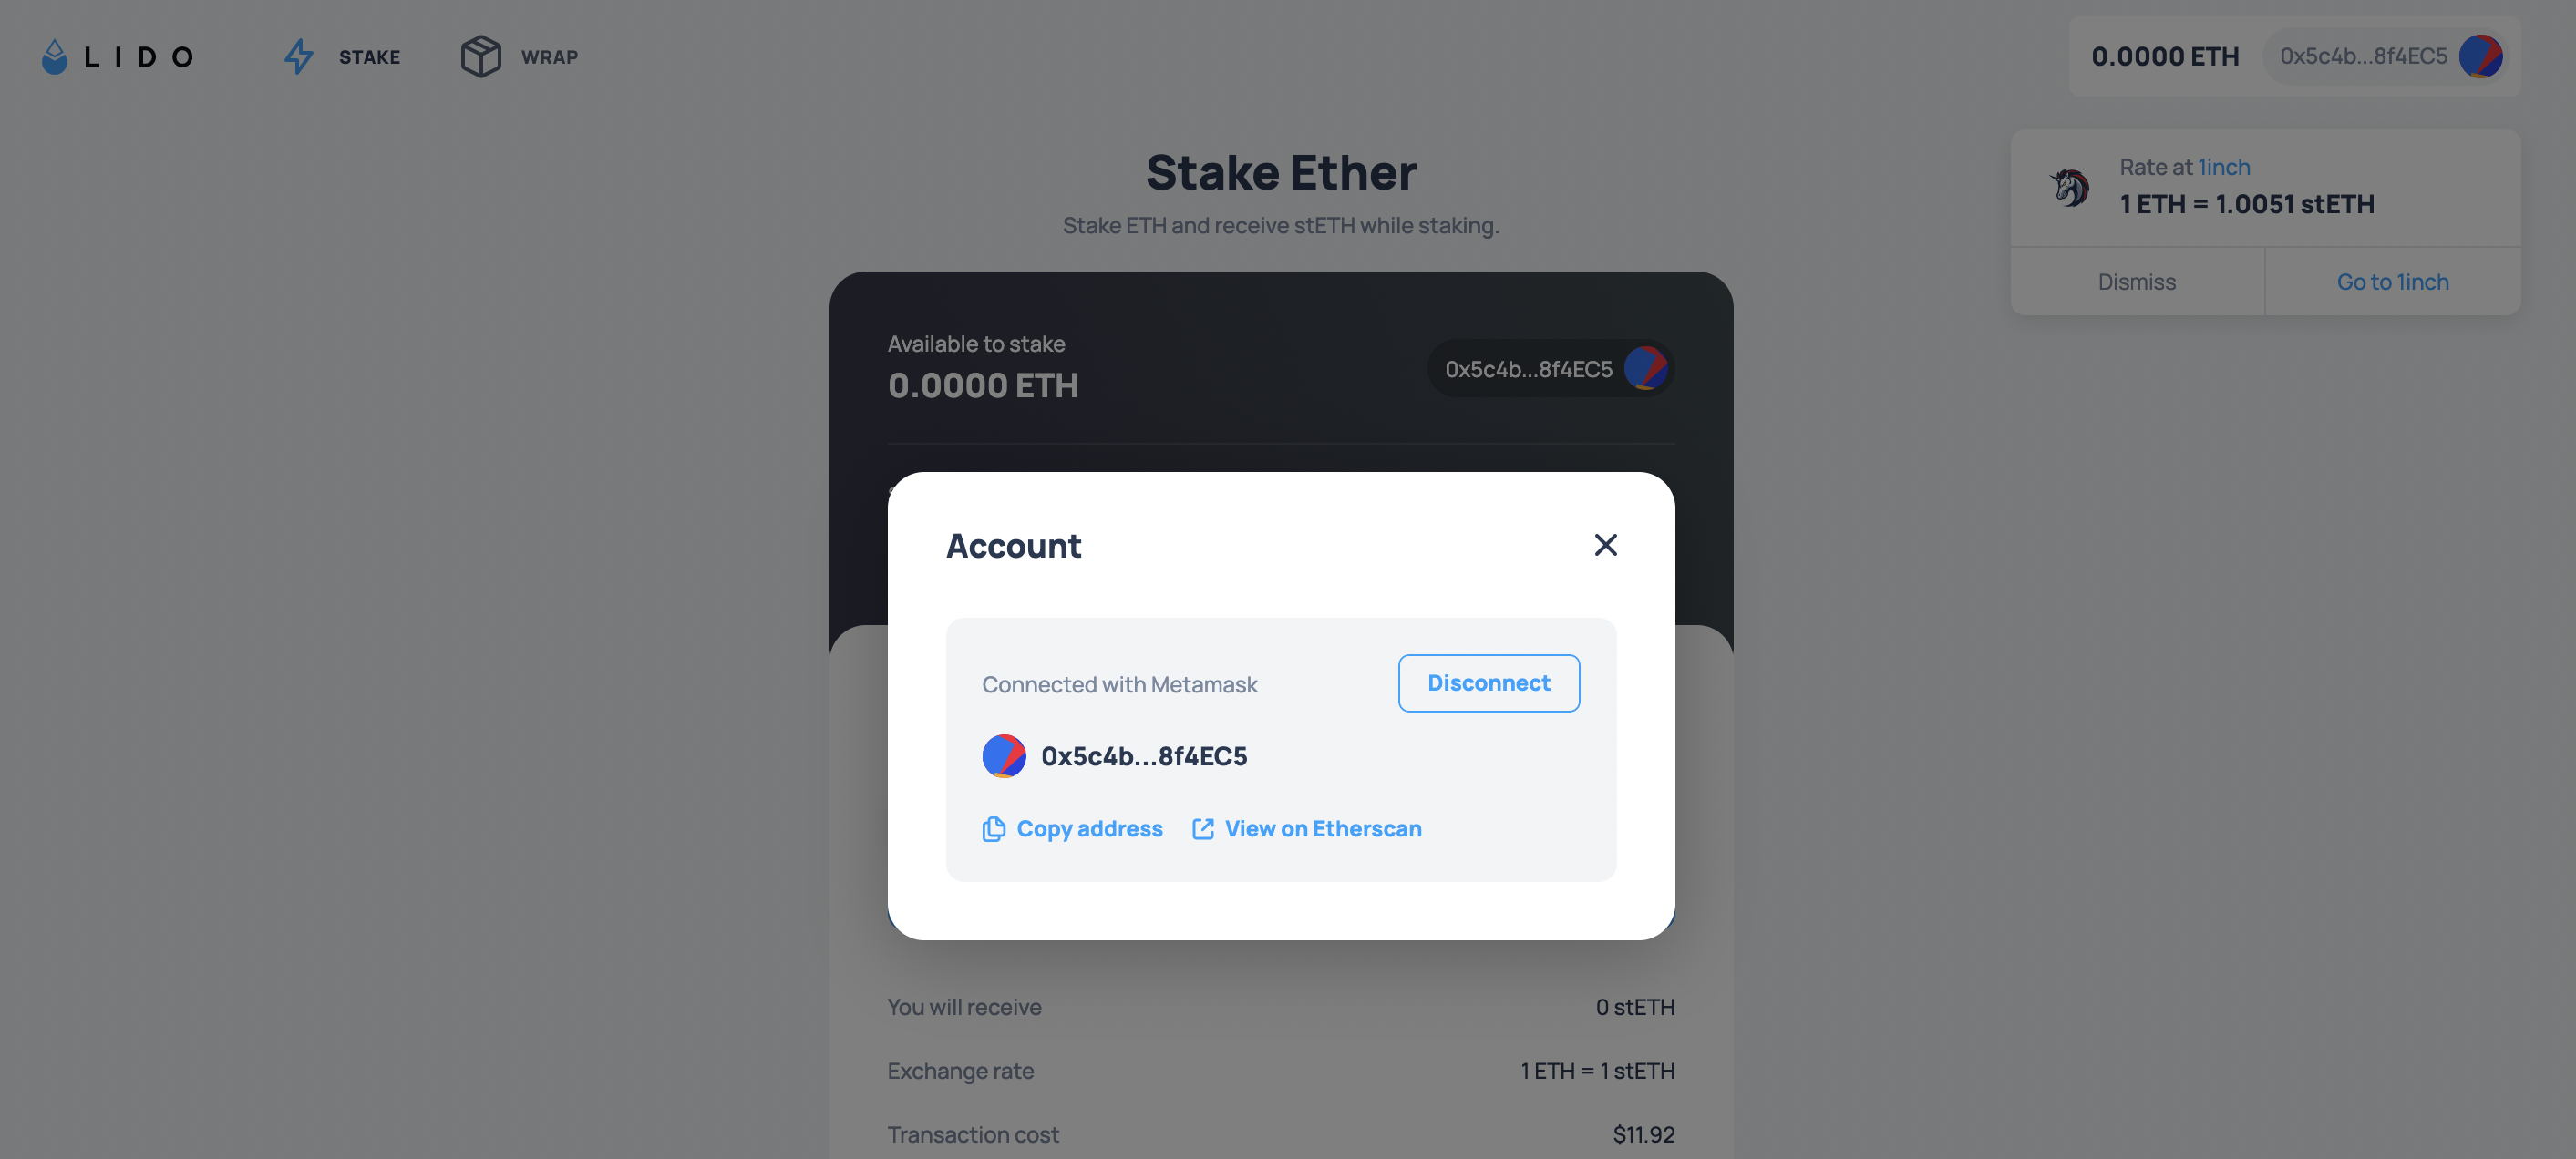 LIDO
STAKE
WRAP
0.0000 ETH
0x5c4b...8f4EC5
Rate at 1inch
1 ETH = 1.0051 stETH
Dismiss
Go to 1inch
Stake Ether
Stake ETH and receive stETH while staking.
Available to stake
0.0000 ETH
0x5c4b...8f4EC5
Account
Connected with Metamask
Disconnect
0x5c4b...8f4EC5
Copy address
View on Etherscan
You will receive
0 stETH
Exchange rate
1 ETH = 1 stETH
Transaction cost
$11.92